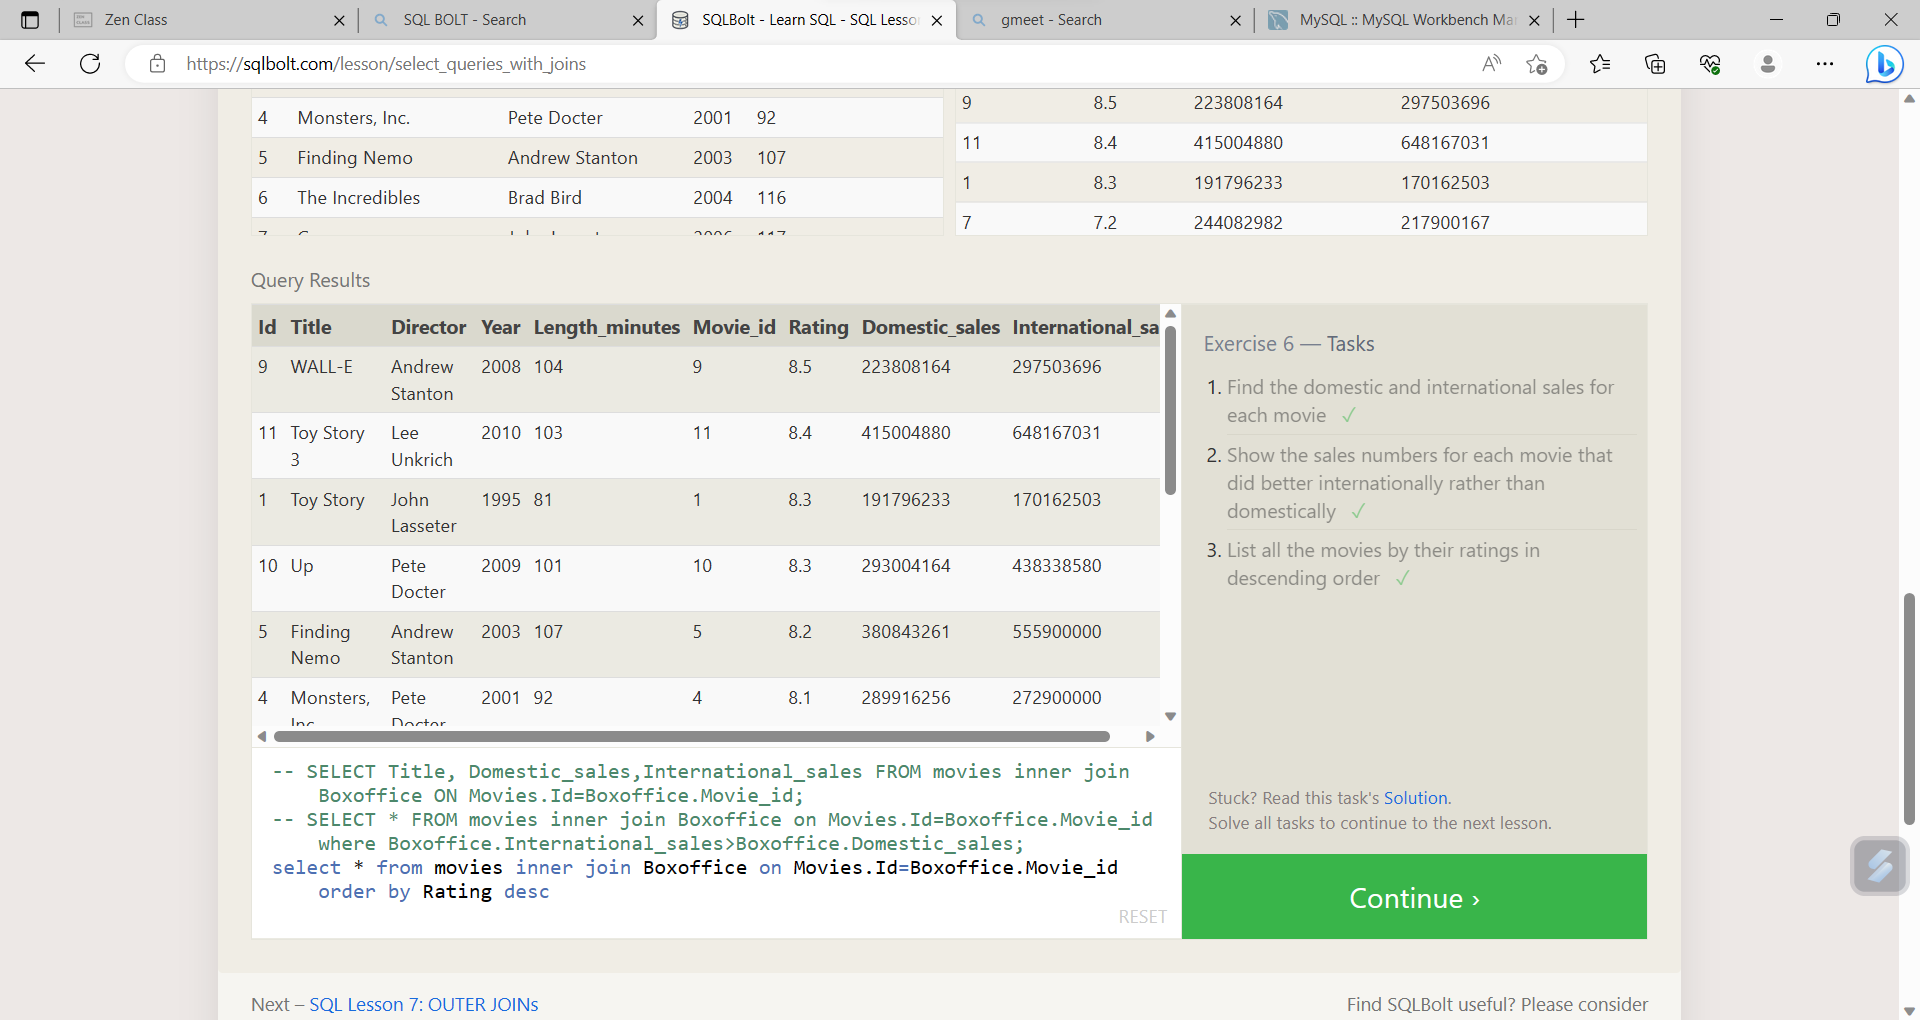 Zen Class
SQL BOLT - Search
SQLBolt - Learn SQL - SQL Lesso
gmeet - Search
MySQL :: MySQL Workbench Ma
https://sqlbolt.com/lesson/select_queries_with_joins
4 Monsters, Inc. Pete Docter 2001 92
5 Finding Nemo Andrew Stanton 2003 107
6 The Incredibles Brad Bird 2004 116
9 8.5 223808164 297503696
11 8.4 415004880 648167031
1 8.3 191796233 170162503
7 7.2 244082982 217900167
Query Results
Id Title Director Year Length_minutes Movie_id Rating Domestic_sales International_sa
9 WALL-E Andrew 2008 104 9 8.5 223808164 297503696
Stanton
11 Toy Story Lee 2010 103 11 8.4 415004880 648167031
3 Unkrich
1 Toy Story John 1995 81 1 8.3 191796233 170162503
Lasseter
10 Up Pete 2009 101 10 8.3 293004164 438338580
Docter
5 Finding Andrew 2003 107 5 8.2 380843261 555900000
Nemo Stanton
4 Monsters, Pete 2001 92 4 8.1 289916256 272900000
Inc. Docter
-- SELECT Title, Domestic_sales,International_sales FROM movies inner join
Boxoffice ON Movies.Id=Boxoffice.Movie_id;
-- SELECT * FROM movies inner join Boxoffice on Movies.Id=Boxoffice.Movie_id
where Boxoffice.International_sales>Boxoffice.Domestic_sales;
select * from movies inner join Boxoffice on Movies.Id=Boxoffice.Movie_id
order by Rating desc
RESET
Exercise 6 — Tasks
1. Find the domestic and international sales for
each movie ✓
2. Show the sales numbers for each movie that
did better internationally rather than
domestically ✓
3. List all the movies by their ratings in
descending order ✓
Stuck? Read this task's Solution.
Solve all tasks to continue to the next lesson.
Continue ›
Next – SQL Lesson 7: OUTER JOINs
Find SQLBolt useful? Please consider